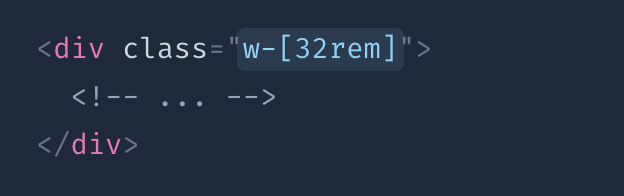 <div class="w-[32rem]">
  <!-- ... -->
</div>